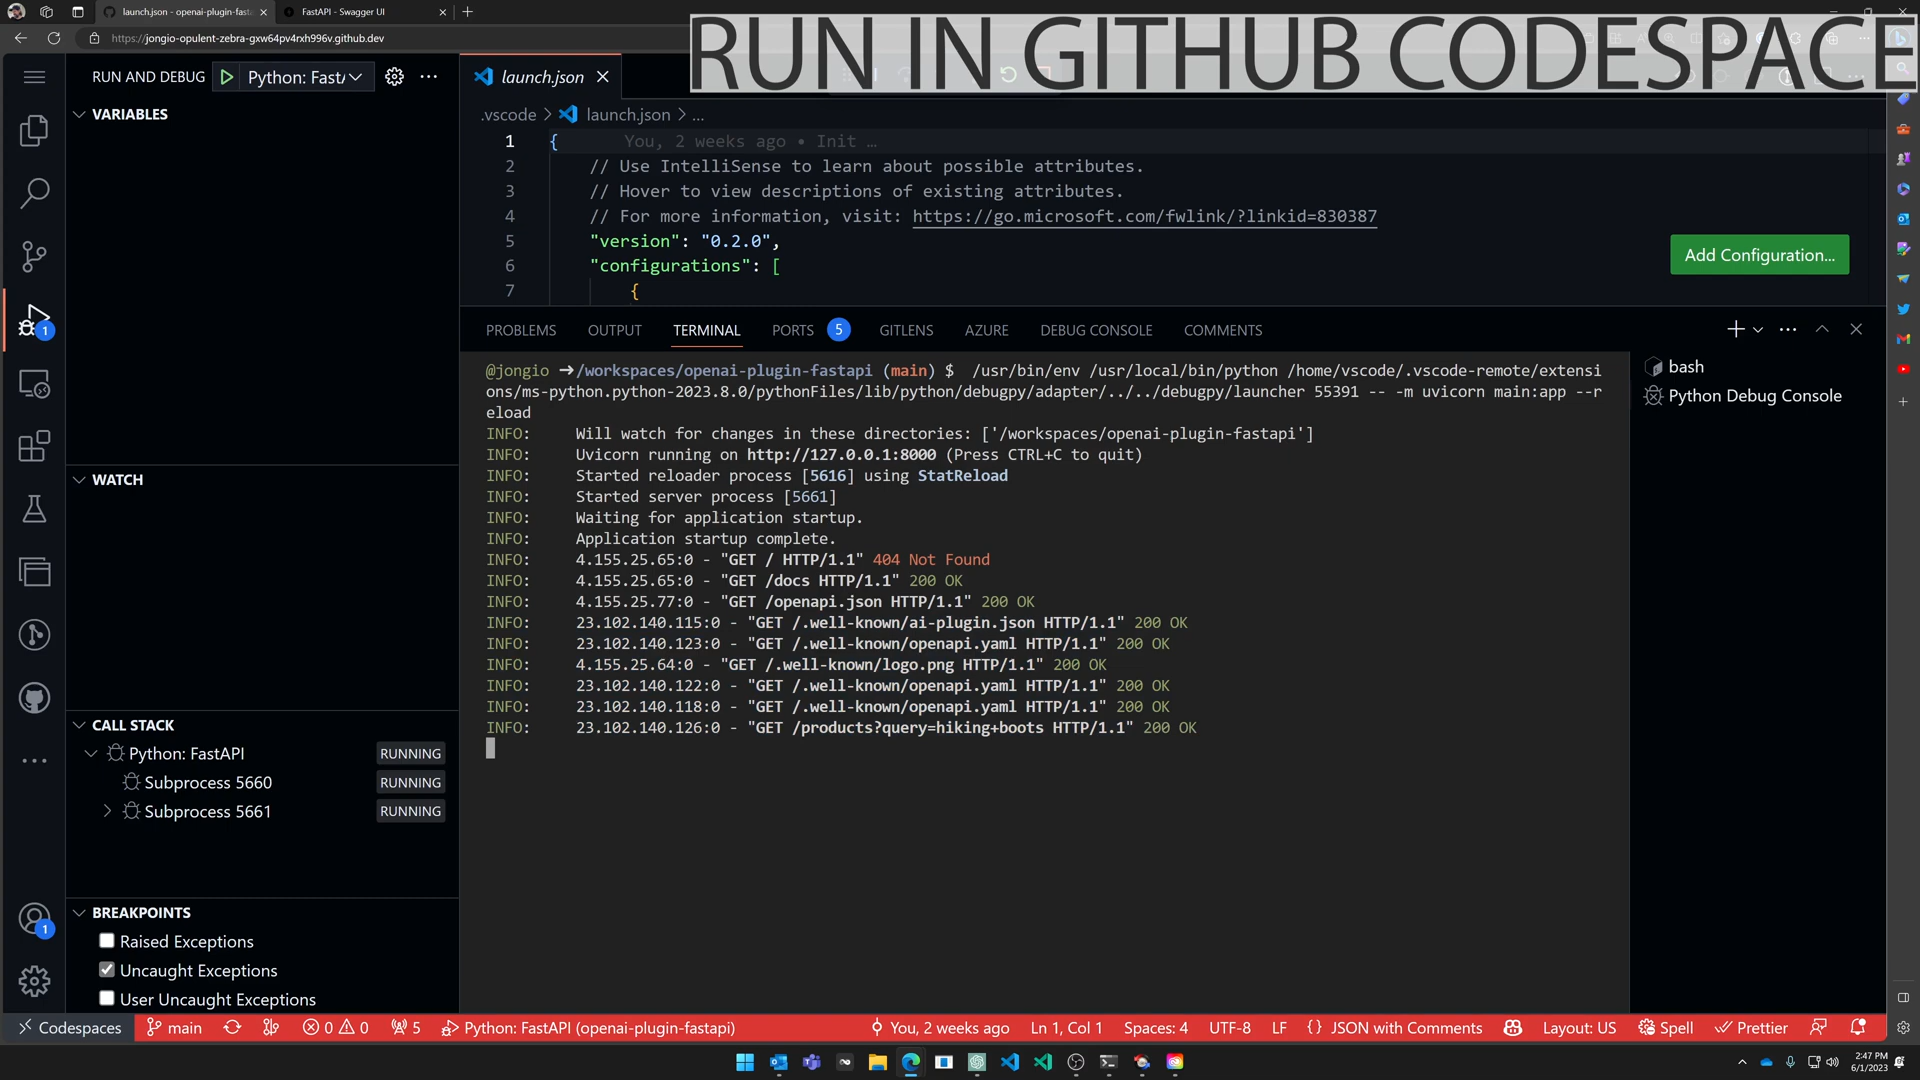 launch.json - openai-plugin-fast
FastAPI - Swagger UI
https://jongio-opulent-zebra-gxw64pv4rxh996v.github.dev
RUN IN GITHUB CODESPACE
RUN AND DEBUG
Python: Fast
launch.json
VARIABLES
.vscode > launch.json > ...
1 { You, 2 weeks ago • Init …
2 // Use IntelliSense to learn about possible attributes.
3 // Hover to view descriptions of existing attributes.
4 // For more information, visit: https://go.microsoft.com/fwlink/?linkid=830387
5 "version": "0.2.0",
6 "configurations": [
7 {
Add Configuration...
PROBLEMS OUTPUT TERMINAL PORTS 5 GITLENS AZURE DEBUG CONSOLE COMMENTS
@jongio ➜/workspaces/openai-plugin-fastapi (main) $ /usr/bin/env /usr/local/bin/python /home/vscode/.vscode-remote/extensi
ons/ms-python.python-2023.8.0/pythonFiles/lib/python/debugpy/adapter/../../debugpy/launcher 55391 -- -m uvicorn main:app --r
eload
INFO: Will watch for changes in these directories: ['/workspaces/openai-plugin-fastapi']
INFO: Uvicorn running on http://127.0.0.1:8000 (Press CTRL+C to quit)
INFO: Started reloader process [5616] using StatReload
INFO: Started server process [5661]
INFO: Waiting for application startup.
INFO: Application startup complete.
INFO: 4.155.25.65:0 - "GET / HTTP/1.1" 404 Not Found
INFO: 4.155.25.65:0 - "GET /docs HTTP/1.1" 200 OK
INFO: 4.155.25.77:0 - "GET /openapi.json HTTP/1.1" 200 OK
INFO: 23.102.140.115:0 - "GET /.well-known/ai-plugin.json HTTP/1.1" 200 OK
INFO: 23.102.140.123:0 - "GET /.well-known/openapi.yaml HTTP/1.1" 200 OK
INFO: 4.155.25.64:0 - "GET /.well-known/logo.png HTTP/1.1" 200 OK
INFO: 23.102.140.122:0 - "GET /.well-known/openapi.yaml HTTP/1.1" 200 OK
INFO: 23.102.140.118:0 - "GET /.well-known/openapi.yaml HTTP/1.1" 200 OK
INFO: 23.102.140.126:0 - "GET /products?query=hiking+boots HTTP/1.1" 200 OK
bash
Python Debug Console
1
WATCH
CALL STACK
Python: FastAPI RUNNING
Subprocess 5660 RUNNING
Subprocess 5661 RUNNING
BREAKPOINTS
1
Raised Exceptions
Uncaught Exceptions
User Uncaught Exceptions
Codespaces main 0 0 5 Python: FastAPI (openai-plugin-fastapi) You, 2 weeks ago Ln 1, Col 1 Spaces: 4 UTF-8 LF {} JSON with Comments Layout: US Spell Prettier
2:47 PM
6/1/2023